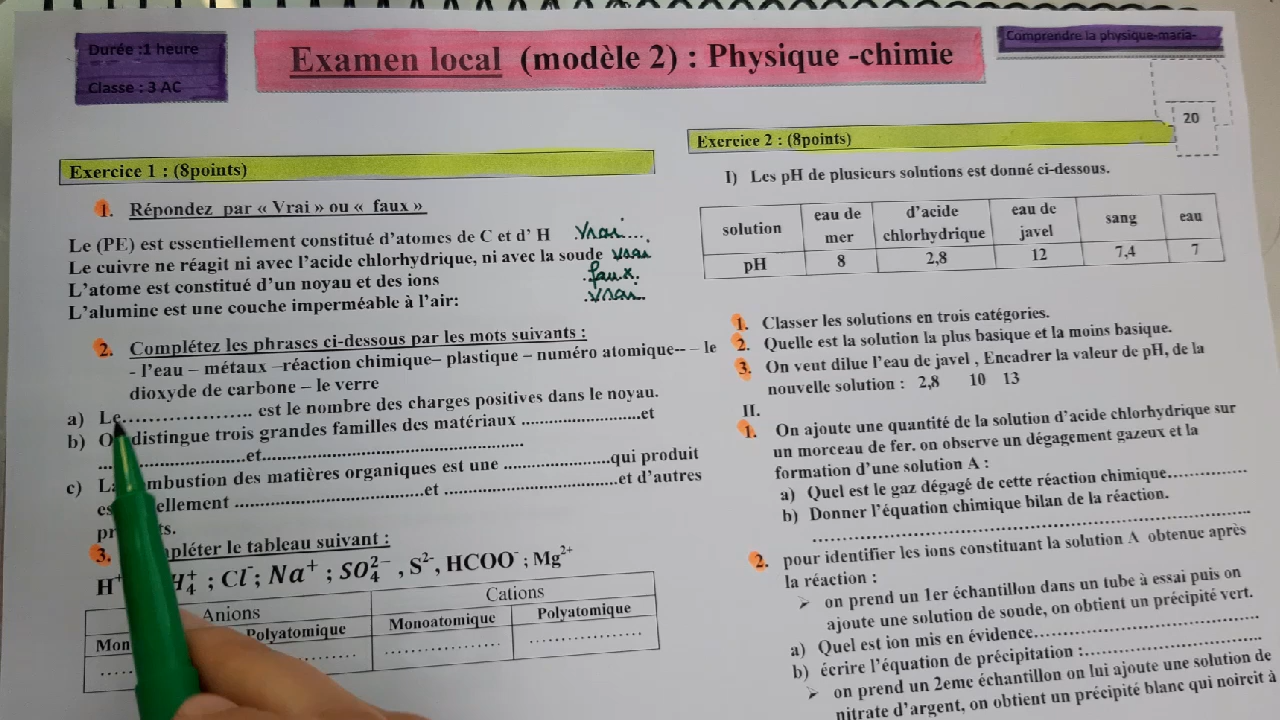 Durée :1 heure
Classe : 3 AC
Examen local (modèle 2) : Physique -chimie
Comprendre la physique-maria-
20
Exercice 1 : (8points)
1. Répondez par « Vrai » ou « faux »
Le (PE) est essentiellement constitué d'atomes de C et d' H Vrai....
Le cuivre ne réagit ni avec l'acide chlorhydrique, ni avec la soude vrai
L'atome est constitué d'un noyau et des ions faux.
L'alumine est une couche imperméable à l'air: .vrai..
2. Complétez les phrases ci-dessous par les mots suivants :
- l'eau – métaux –réaction chimique– plastique – numéro atomique-- – le
dioxyde de carbone – le verre
a) Le.................... est le nombre des charges positives dans le noyau.
b) distingue trois grandes familles des matériaux ......................et
.........................et................................................
c) mbustion des matières organiques est une ....................qui produit
ellement ....................................et .................................et d'autres
3. pléter le tableau suivant :
H⁺ H₄⁺ ; Cl⁻; Na⁺ ; SO₄²⁻ , S²⁻, HCOO⁻ ; Mg²⁺
Anions Cations
Mon Polyatomique Monoatomique Polyatomique
Exercice 2 : (8points)
I) Les pH de plusieurs solutions est donné ci-dessous.
solution eau de mer d'acide chlorhydrique eau de javel sang eau
pH 8 2,8 12 7,4 7
1. Classer les solutions en trois catégories.
2. Quelle est la solution la plus basique et la moins basique.
3. On veut dilue l'eau de javel , Encadrer la valeur de pH, de la
nouvelle solution : 2,8 10 13
II.
1. On ajoute une quantité de la solution d'acide chlorhydrique sur
un morceau de fer. on observe un dégagement gazeux et la
formation d'une solution A :
a) Quel est le gaz dégagé de cette réaction chimique..............
b) Donner l'équation chimique bilan de la réaction.
................................................................................
2. pour identifier les ions constituant la solution A obtenue après
la réaction :
➢ on prend un 1er échantillon dans un tube à essai puis on
ajoute une solution de soude, on obtient un précipité vert.
a) Quel est ion mis en évidence........................................
b) écrire l'équation de précipitation :................................
➢ on prend un 2eme échantillon on lui ajoute une solution de
nitrate d'argent, on obtient un précipité blanc qui noircit à